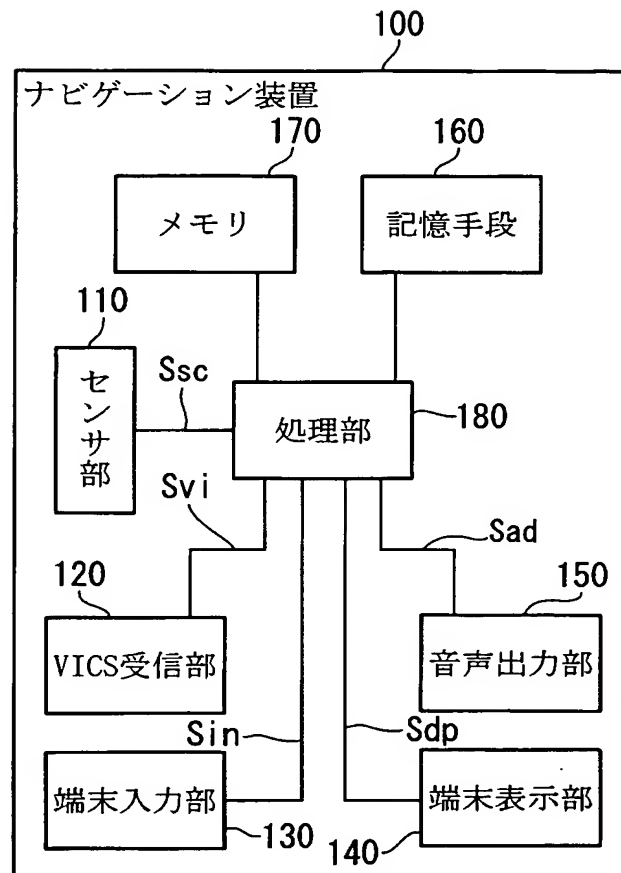 100
ナビゲーション装置
170
160
メモリ
記憶手段
110
センサ部
Ssc
処理部
180
Svi
Sad
120
150
VICS受信部
音声出力部
Sin
Sdp
端末入力部
端末表示部
130
140